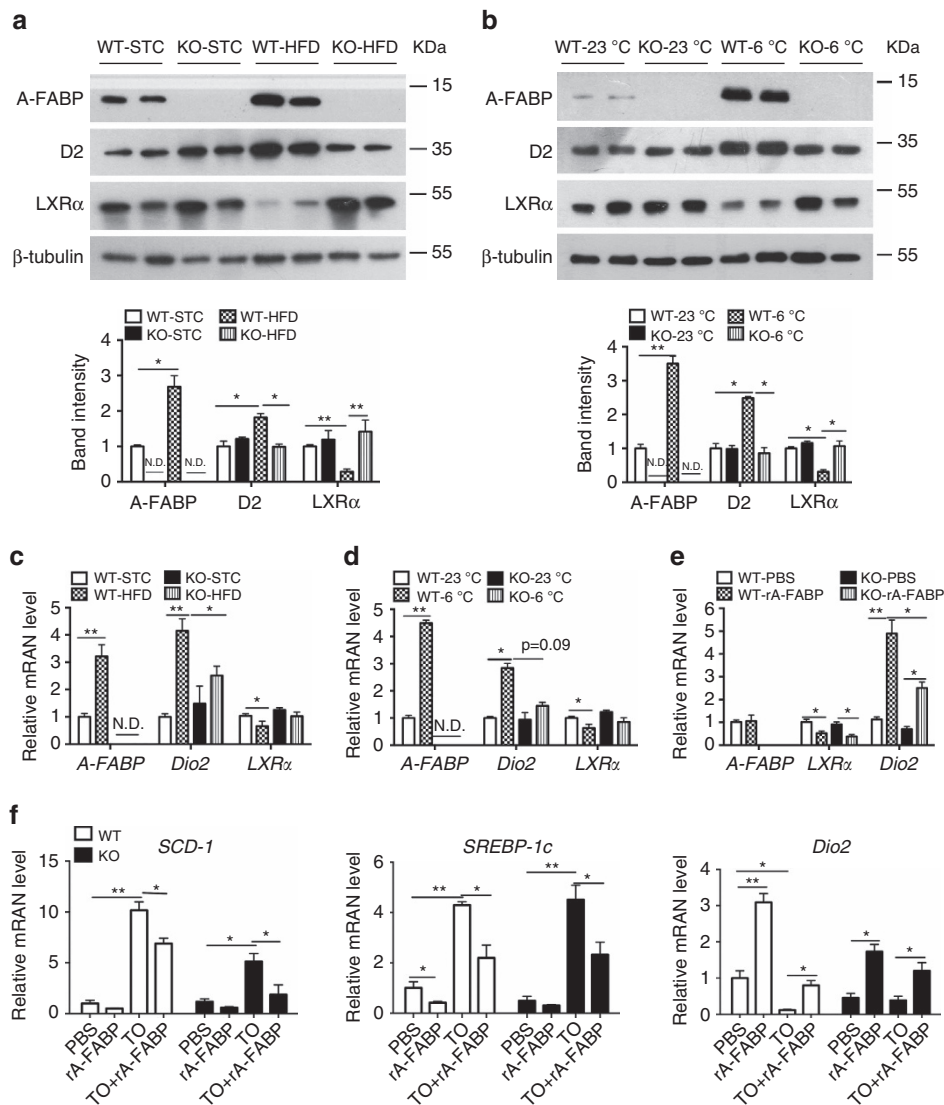 a
WT-STC KO-STC WT-HFD KO-HFD KDa
A-FABP 15
D2 35
LXRα 55
β-tubulin 55
WT-STC WT-HFD
KO-STC KO-HFD
Band intensity
4
3
2
1
0
* * * ** **
N.D. N.D.
A-FABP D2 LXRα
b
WT-23 °C KO-23 °C WT-6 °C KO-6 °C KDa
A-FABP 15
D2 35
LXRα 55
β-tubulin 55
WT-23 °C WT-6 °C
KO-23 °C KO-6 °C
Band intensity
4
3
2
1
0
** * * * *
N.D. N.D.
A-FABP D2 LXRα
c
WT-STC KO-STC
WT-HFD KO-HFD
Relative mRAN level
5
4
3
2
1
0
** ** * *
N.D.
A-FABP Dio2 LXRα
d
WT-23 °C KO-23 °C
WT-6 °C KO-6 °C
Relative mRAN level
5
4
3
2
1
0
** * p=0.09 *
N.D.
A-FABP Dio2 LXRα
e
WT-PBS KO-PBS
WT-rA-FABP KO-rA-FABP
Relative mRAN level
6
5
4
3
2
1
0
* * ** * *
A-FABP LXRα Dio2
f
WT
KO
SCD-1
Relative mRAN level
15
10
5
0
** * * *
PBS rA-FABP TO TO+rA-FABP PBS rA-FABP TO TO+rA-FABP
SREBP-1c
Relative mRAN level
6
4
2
0
* ** * ** *
PBS rA-FABP TO TO+rA-FABP PBS rA-FABP TO TO+rA-FABP
Dio2
Relative mRAN level
4
3
2
1
0
* ** * * *
PBS rA-FABP TO TO+rA-FABP PBS rA-FABP TO TO+rA-FABP